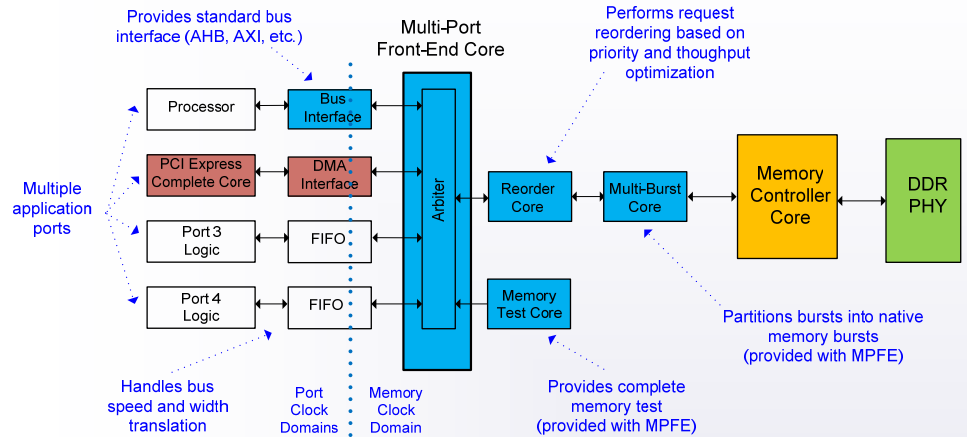 Provides standard bus
interface (AHB, AXI, etc.)
Multi-Port
Front-End Core
Performs request
reordering based on
priority and thoughput
optimization
Processor
Bus
Interface
PCI Express
Complete Core
DMA
Interface
Multiple
application
ports
Port 3
Logic
FIFO
Port 4
Logic
FIFO
Arbiter
Reorder
Core
Multi-Burst
Core
Memory
Controller
Core
DDR
PHY
Memory
Test Core
Partitions bursts into native
memory bursts
(provided with MPFE)
Handles bus
speed and width
translation
Port
Clock
Domains
Memory
Clock
Domain
Provides complete
memory test
(provided with MPFE)